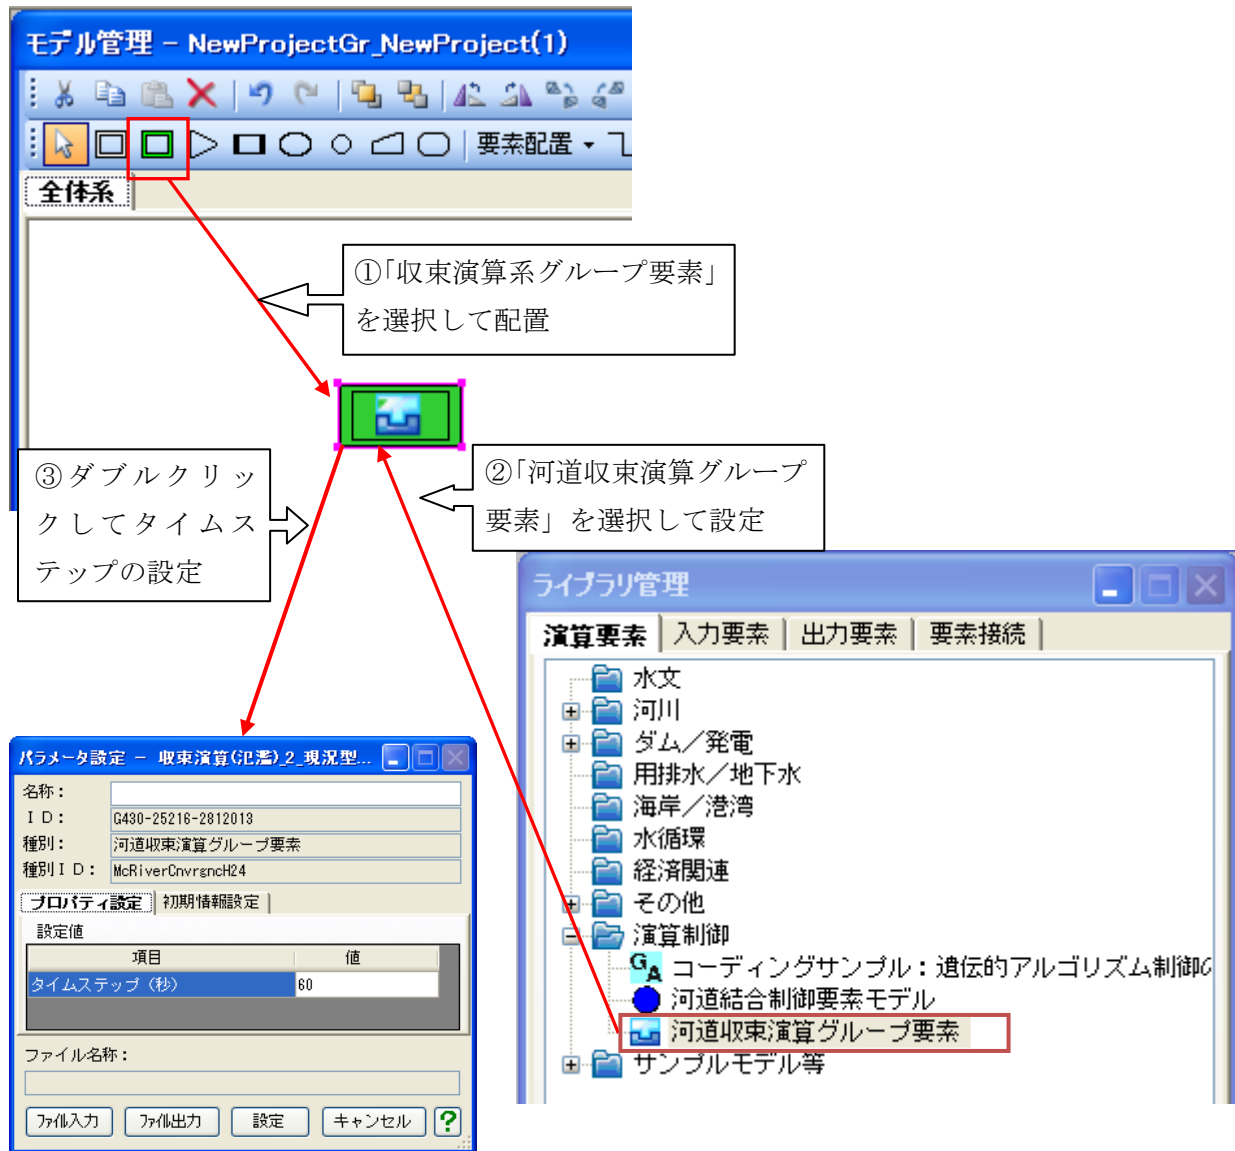 モデル管理 - NewProjectGr_NewProject(1)
要素配置
全体系
①「収束演算系グループ要素」
を選択して配置
②「河道収束演算グループ
要素」を選択して設定
③ダブルクリッ
クしてタイムス
テップの設定
ライブラリ管理
演算要素 入力要素 出力要素 要素接続
水文
河川
ダム／発電
用排水／地下水
海岸／港湾
水循環
経済関連
その他
演算制御
GA コーディングサンプル：遺伝的アルゴリズム制御G
河道結合制御要素モデル
河道収束演算グループ要素
サンプルモデル等
パラメータ設定 － 収束演算(氾濫)_2_現況型...
名称：
ＩＤ： G430-25216-2812013
種別： 河道収束演算グループ要素
種別ＩＤ： McRiverCnvrgncH24
プロパティ設定 初期情報設定
設定値
項目 値
タイムステップ（秒） 60
ファイル名称：
ﾌｧｲﾙ入力 ﾌｧｲﾙ出力 設定 キャンセル ?